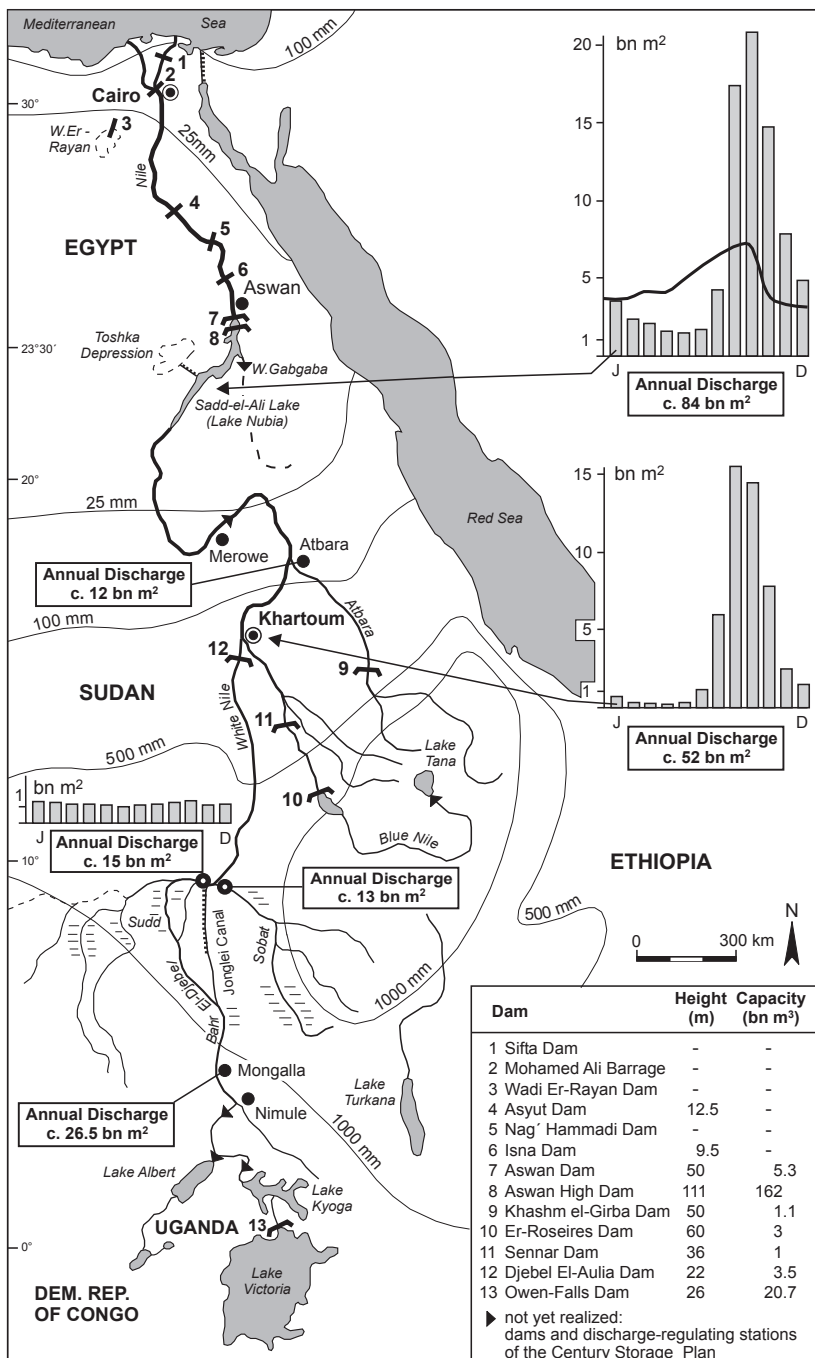 Mediterranean Sea
100 mm
1
2
Cairo
30°
3
W.Er-
Rayan
25mm
Nile
4
5
EGYPT
6
Aswan
7
8
23°30´
Toshka
Depression
W.Gabgaba
Sadd-el-Ali Lake
(Lake Nubia)
20°
25 mm
Red Sea
Merowe
Atbara
Annual Discharge
c. 12 bn m²
Atbara
100 mm
Khartoum
12
9
SUDAN
White Nile
11
Lake
Tana
500 mm
10
Blue Nile
bn m²
1
J D
Annual Discharge
c. 15 bn m²
10°
Annual Discharge
c. 13 bn m²
ETHIOPIA
500 mm
Sudd
Jonglei Canal
Sobat
El-Djebel
Bahr
1000 mm
N
0 300 km
Mongalla
Nimule
Annual Discharge
c. 26.5 bn m²
Lake
Turkana
1000 mm
Lake Albert
Lake
Kyoga
UGANDA
13
0°
Lake
Victoria
DEM. REP.
OF CONGO
20
bn m²
15
10
5
1
J D
Annual Discharge
c. 84 bn m²
15
bn m²
10
5
1
J D
Annual Discharge
c. 52 bn m²
Dam Height Capacity
(m) (bn m³)
1 Sifta Dam - -
2 Mohamed Ali Barrage - -
3 Wadi Er-Rayan Dam - -
4 Asyut Dam 12.5 -
5 Nag´ Hammadi Dam - -
6 Isna Dam 9.5 -
7 Aswan Dam 50 5.3
8 Aswan High Dam 111 162
9 Khashm el-Girba Dam 50 1.1
10 Er-Roseires Dam 60 3
11 Sennar Dam 36 1
12 Djebel El-Aulia Dam 22 3.5
13 Owen-Falls Dam 26 20.7
not yet realized:
dams and discharge-regulating stations
of the Century Storage Plan